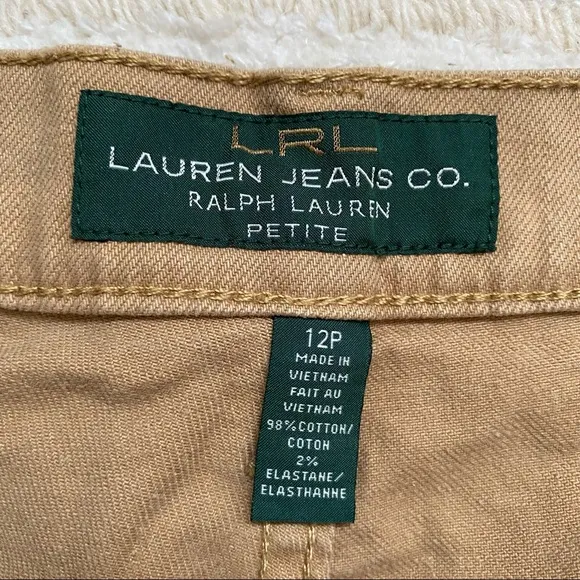 LRL
LAUREN JEANS CO.
RALPH LAUREN
PETITE
12P
MADE IN
VIETNAM
FAIT AU
VIETNAM
98% COTTON/
COTON
2%
ELASTANE/
ELASTHANNE